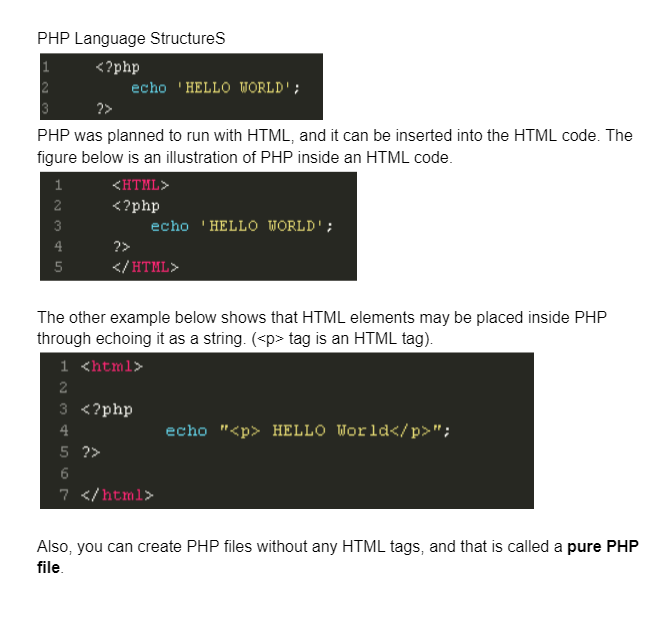 PHP Language StructureS
1 <?php
2 echo 'HELLO WORLD';
3 ?>
PHP was planned to run with HTML, and it can be inserted into the HTML code. The
figure below is an illustration of PHP inside an HTML code.
1 <HTML>
2 <?php
3 echo 'HELLO WORLD';
4 ?>
5 </HTML>
The other example below shows that HTML elements may be placed inside PHP
through echoing it as a string. (<p> tag is an HTML tag).
1 <html>
2
3 <?php
4 echo "<p> HELLO World</p>";
5 ?>
6
7 </html>
Also, you can create PHP files without any HTML tags, and that is called a pure PHP
file.